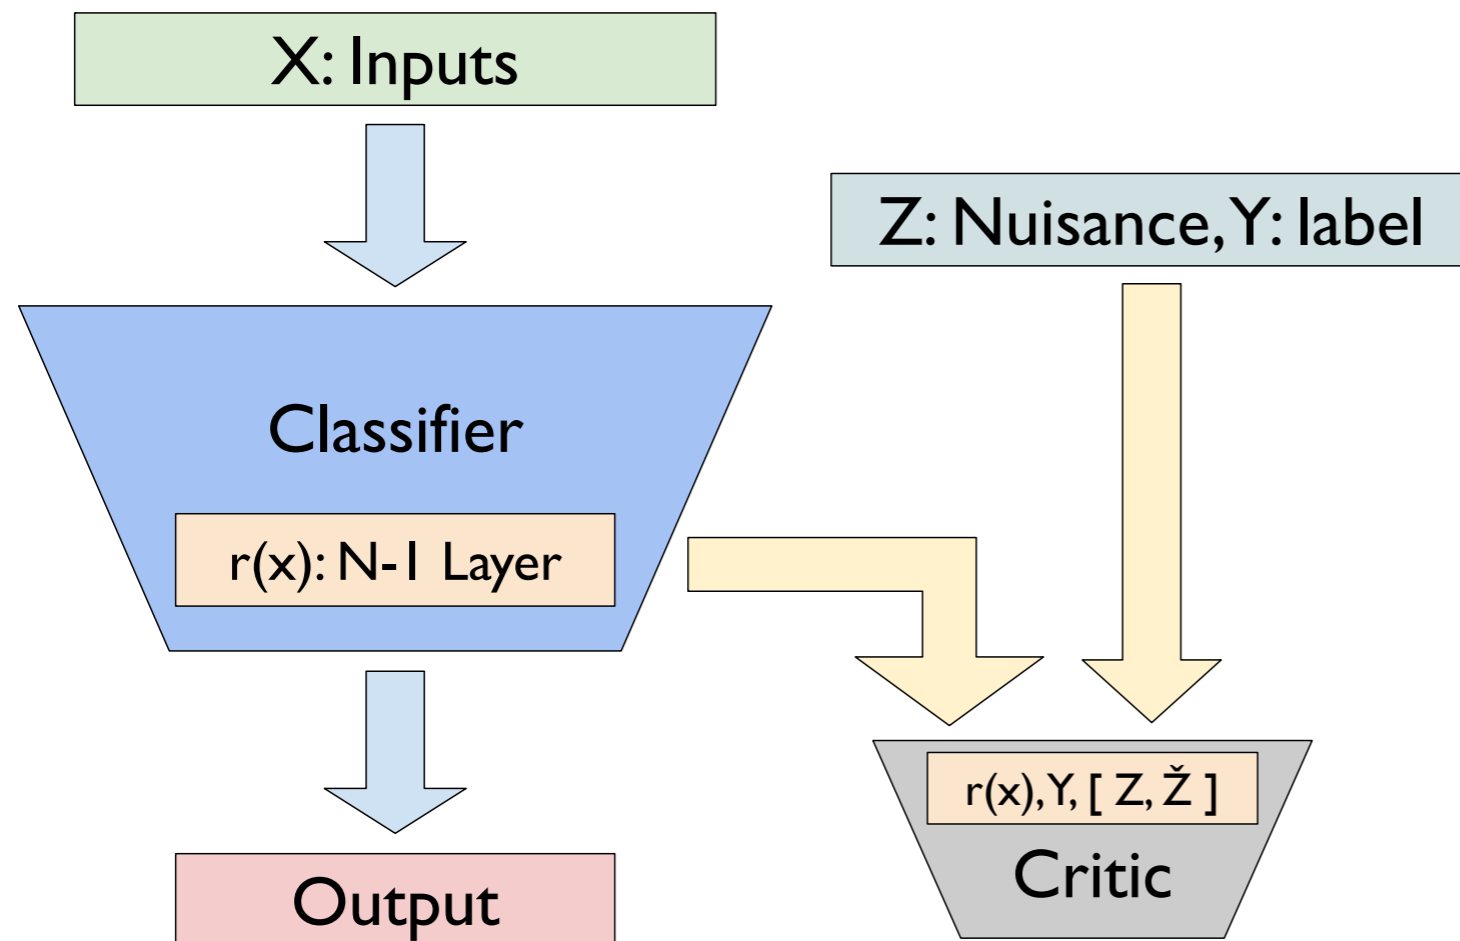 X: Inputs
Z: Nuisance, Y: label
Classifier
r(x): N-1 Layer
r(x), Y, [ Z, Ž ]
Critic
Output